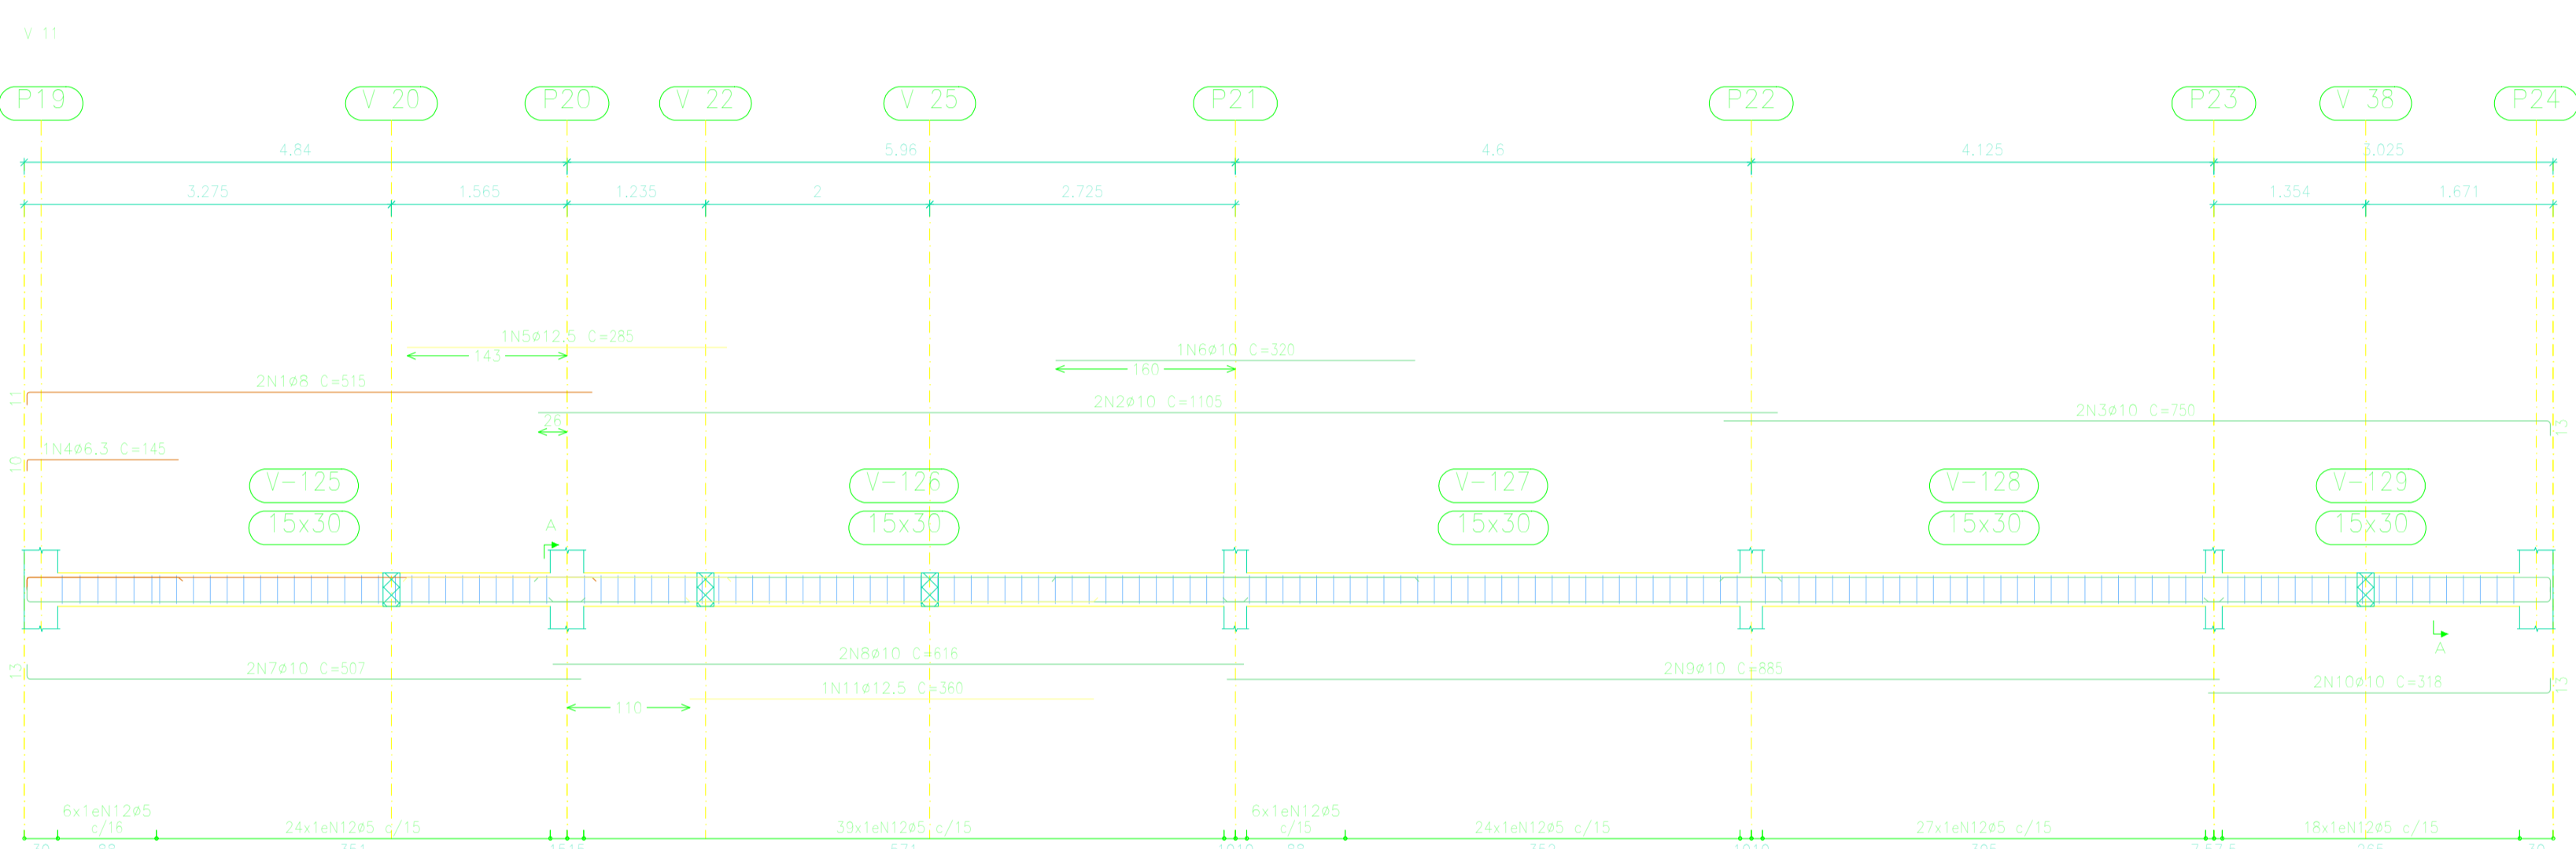 V 11
P19 V 20 P20 V 22 V 25 P21 P22 P23 V 38 P24
4.84 5.96 4.6 4.125 3.025
3.275 1.565 1.235 2 2.725 1.354 1.671
1N5ø12.5 C=285
143
1N6ø10 C=320
160
11 2N1ø8 C=515
2N2ø10 C=1105
26
2N3ø10 C=750
13
10 1N4ø6.3 C=145
V-125 V-126 V-127 V-128 V-129
15x30 15x30 15x30 15x30 15x30
A
A
13 2N7ø10 C=507
2N8ø10 C=616
2N9ø10 C=885
1N11ø12.5 C=360
2N10ø10 C=318 13
110
6x1eN12ø5 6x1eN12ø5
c/16 24x1eN12ø5 c/15 39x1eN12ø5 c/15 c/15 24x1eN12ø5 c/15 27x1eN12ø5 c/15 18x1eN12ø5 c/15